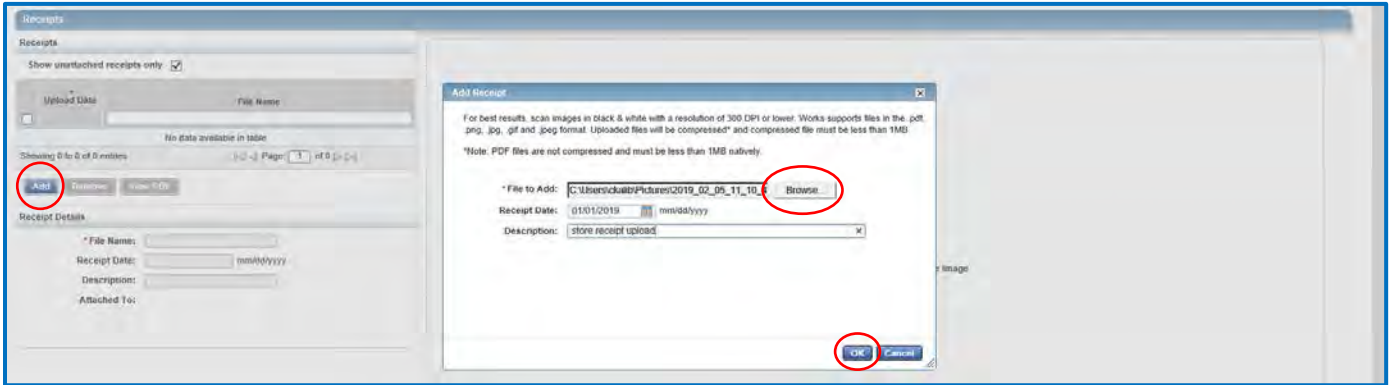 Receipts
Receipts
Show unattached receipts only
Upload Date
File Name
No data available in table
Showing 0 to 0 of 0 entries
Page: 1 of 0
Add Remove View PDF
Receipt Details
*File Name:
Receipt Date: mm/dd/yyyy
Description:
Attached To:
r Image
Add Receipt
For best results, scan images in black & white with a resolution of 300 DPI or lower. Works supports files in the .pdf,
.png, .jpg, .gif and .jpeg format. Uploaded files will be compressed* and compressed file must be less than 1MB
*Note: PDF files are not compressed and must be less than 1MB natively.
*File to Add: Browse...
Receipt Date: 01/01/2019 mm/dd/yyyy
Description: store receipt upload
OK Cancel